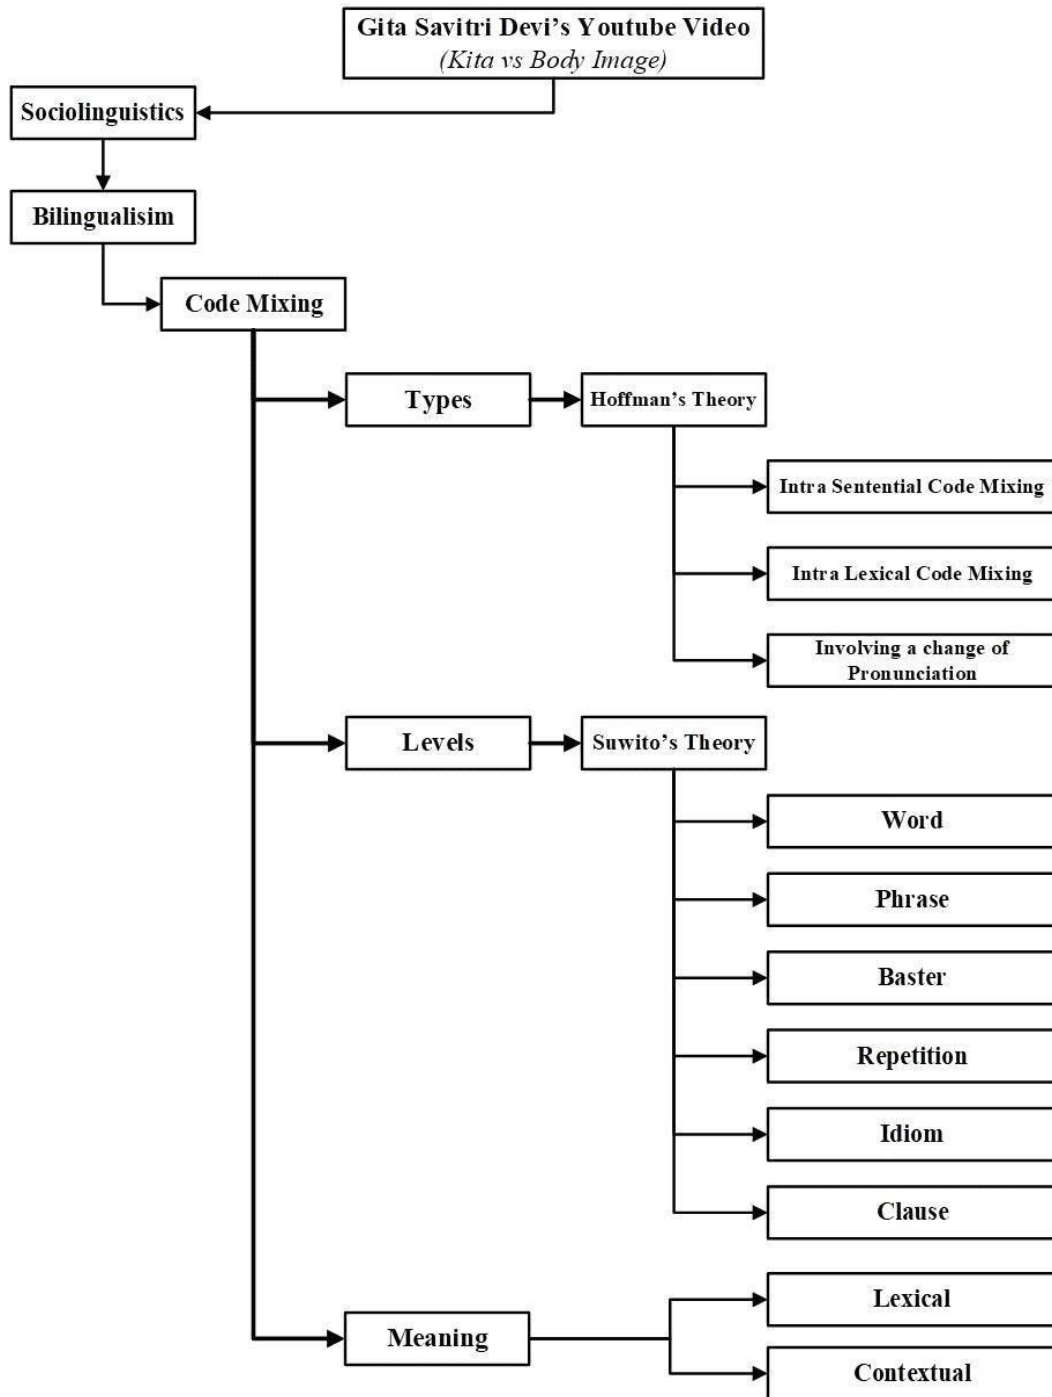 Gita Savitri Devi's Youtube Video
(Kita vs Body Image)
Sociolinguistics
Bilingualisim
Code Mixing
Types
Hoffman's Theory
Intra Sentential Code Mixing
Intra Lexical Code Mixing
Involving a change of
Pronunciation
Levels
Suwito's Theory
Word
Phrase
Baster
Repetition
Idiom
Clause
Meaning
Lexical
Contextual